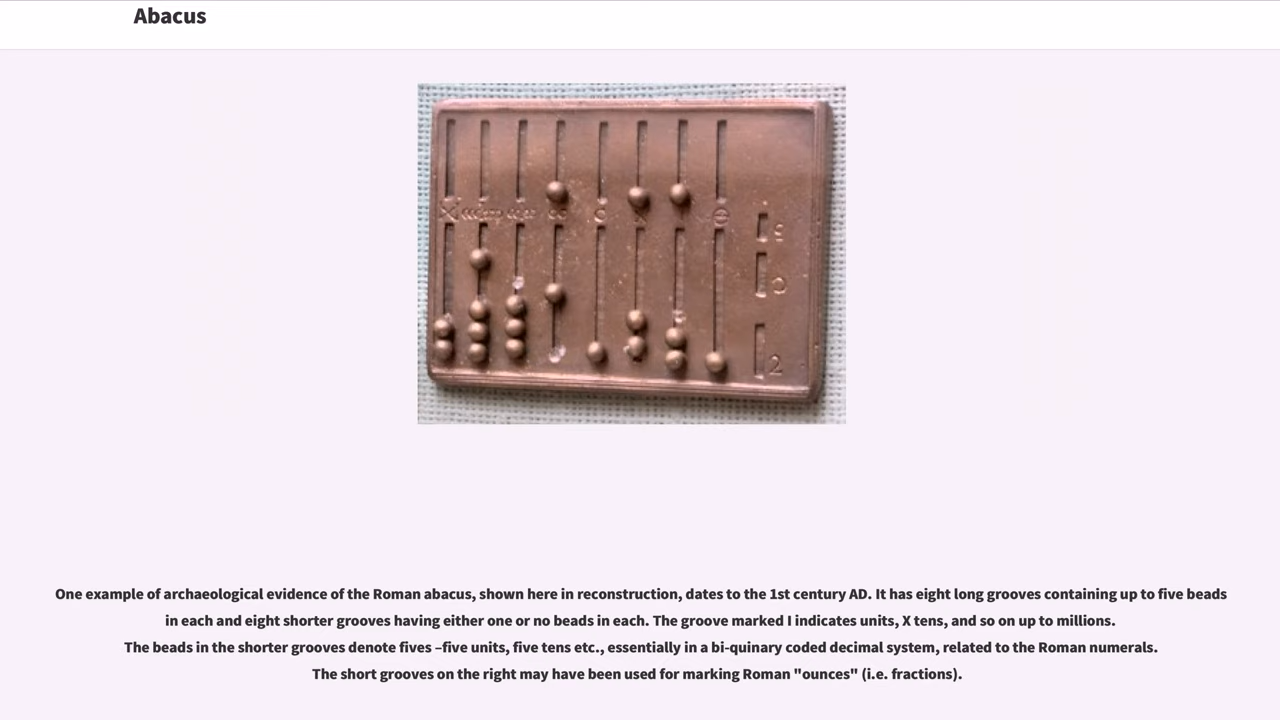 Abacus
One example of archaeological evidence of the Roman abacus, shown here in reconstruction, dates to the 1st century AD. It has eight long grooves containing up to five beads
in each and eight shorter grooves having either one or no beads in each. The groove marked I indicates units, X tens, and so on up to millions.
The beads in the shorter grooves denote fives –five units, five tens etc., essentially in a bi-quinary coded decimal system, related to the Roman numerals.
The short grooves on the right may have been used for marking Roman "ounces" (i.e. fractions).